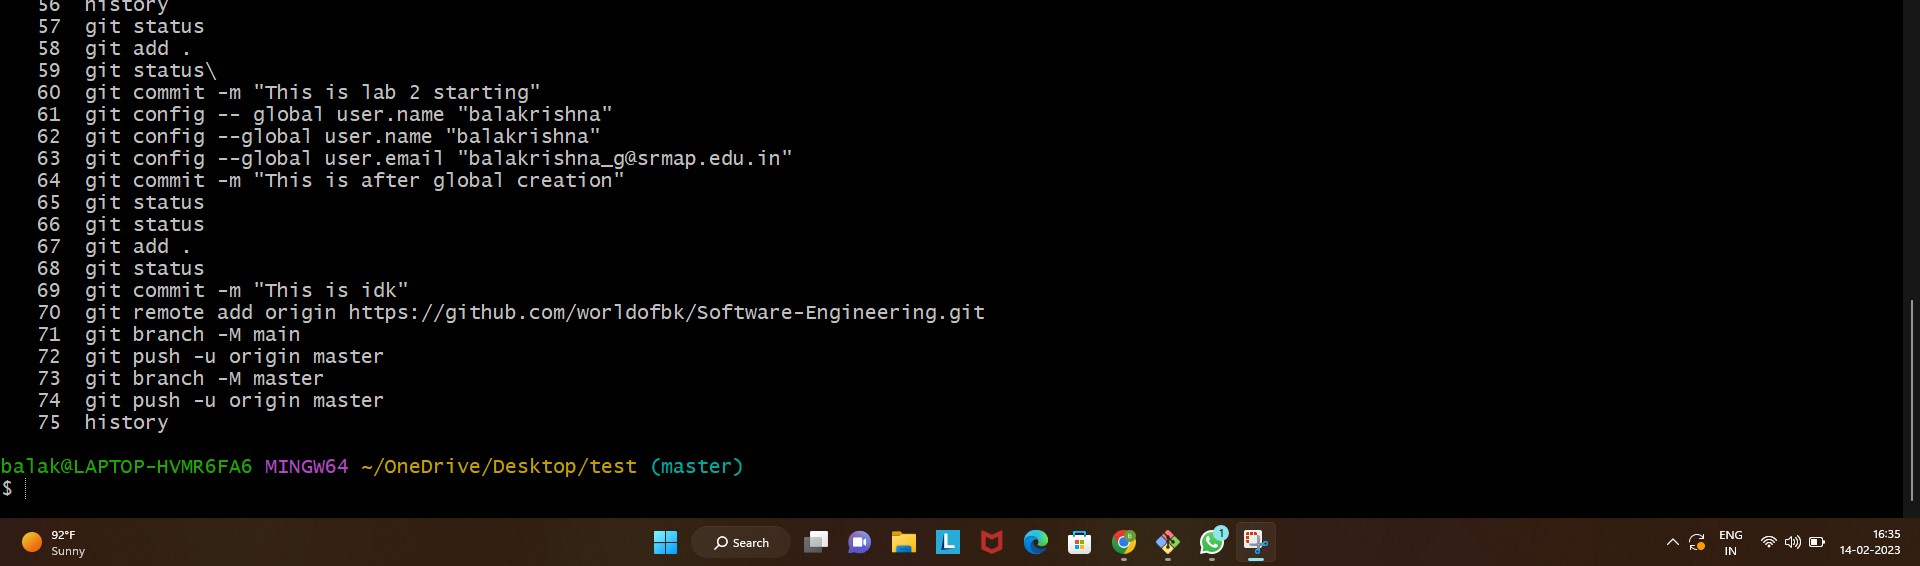 56 history
57 git status
58 git add .
59 git status\
60 git commit -m "This is lab 2 starting"
61 git config -- global user.name "balakrishna"
62 git config --global user.name "balakrishna"
63 git config --global user.email "balakrishna_g@srmap.edu.in"
64 git commit -m "This is after global creation"
65 git status
66 git status
67 git add .
68 git status
69 git commit -m "This is idk"
70 git remote add origin https://github.com/worldofbk/Software-Engineering.git
71 git branch -M main
72 git push -u origin master
73 git branch -M master
74 git push -u origin master
75 history
balak@LAPTOP-HVMR6FA6 MINGW64 ~/OneDrive/Desktop/test (master)
$
92°F
Sunny
Search
L
1
ENG
IN
16:35
14-02-2023